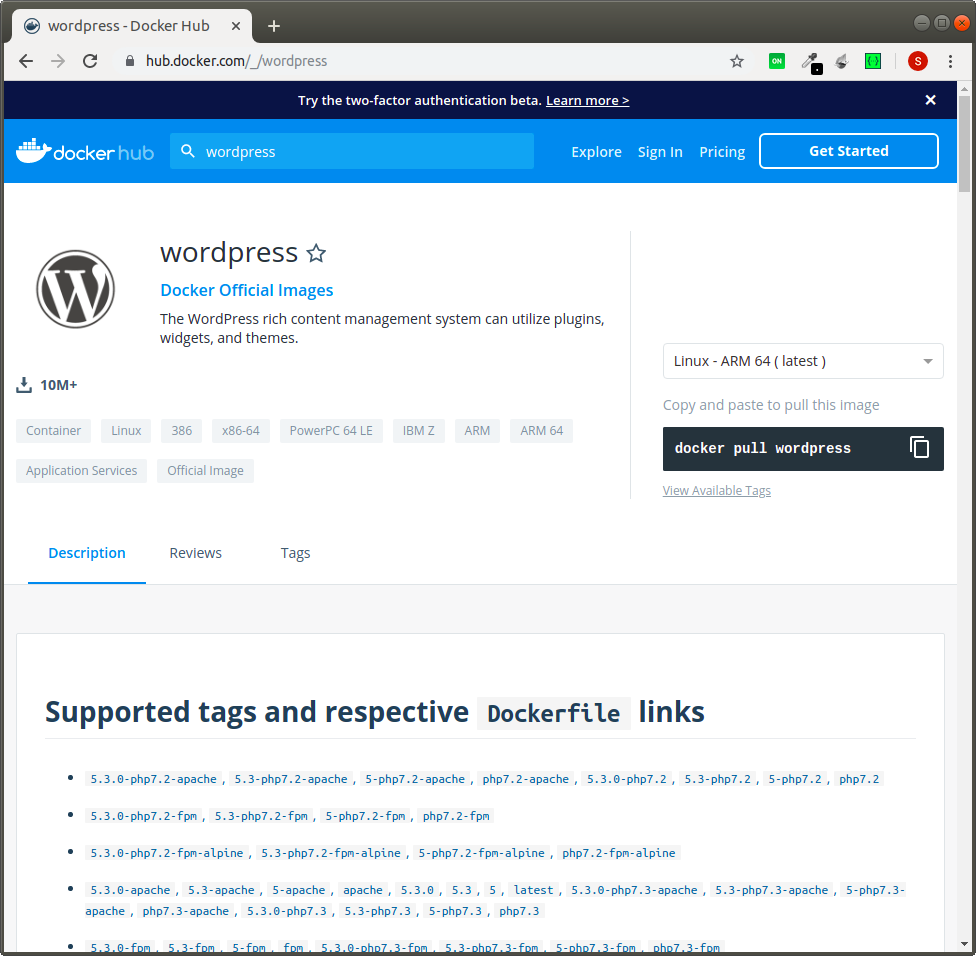 wordpress - Docker Hub
hub.docker.com/_/wordpress
ON
S
Try the two-factor authentication beta. Learn more >
docker hub
wordpress
Explore
Sign In
Pricing
Get Started
wordpress
Docker Official Images
The WordPress rich content management system can utilize plugins,
widgets, and themes.
10M+
Container
Linux
386
x86-64
PowerPC 64 LE
IBM Z
ARM
ARM 64
Application Services
Official Image
Linux - ARM 64 ( latest )
Copy and paste to pull this image
docker pull wordpress
View Available Tags
Description
Reviews
Tags
Supported tags and respective Dockerfile links
5.3.0-php7.2-apache , 5.3-php7.2-apache , 5-php7.2-apache , php7.2-apache , 5.3.0-php7.2 , 5.3-php7.2 , 5-php7.2 , php7.2
5.3.0-php7.2-fpm , 5.3-php7.2-fpm , 5-php7.2-fpm , php7.2-fpm
5.3.0-php7.2-fpm-alpine , 5.3-php7.2-fpm-alpine , 5-php7.2-fpm-alpine , php7.2-fpm-alpine
5.3.0-apache , 5.3-apache , 5-apache , apache , 5.3.0 , 5.3 , 5 , latest , 5.3.0-php7.3-apache , 5.3-php7.3-apache , 5-php7.3-
apache , php7.3-apache , 5.3.0-php7.3 , 5.3-php7.3 , 5-php7.3 , php7.3
5.3.0-fpm , 5.3-fpm , 5-fpm , fpm , 5.3.0-php7.3-fpm , 5.3-php7.3-fpm , 5-php7.3-fpm , php7.3-fpm